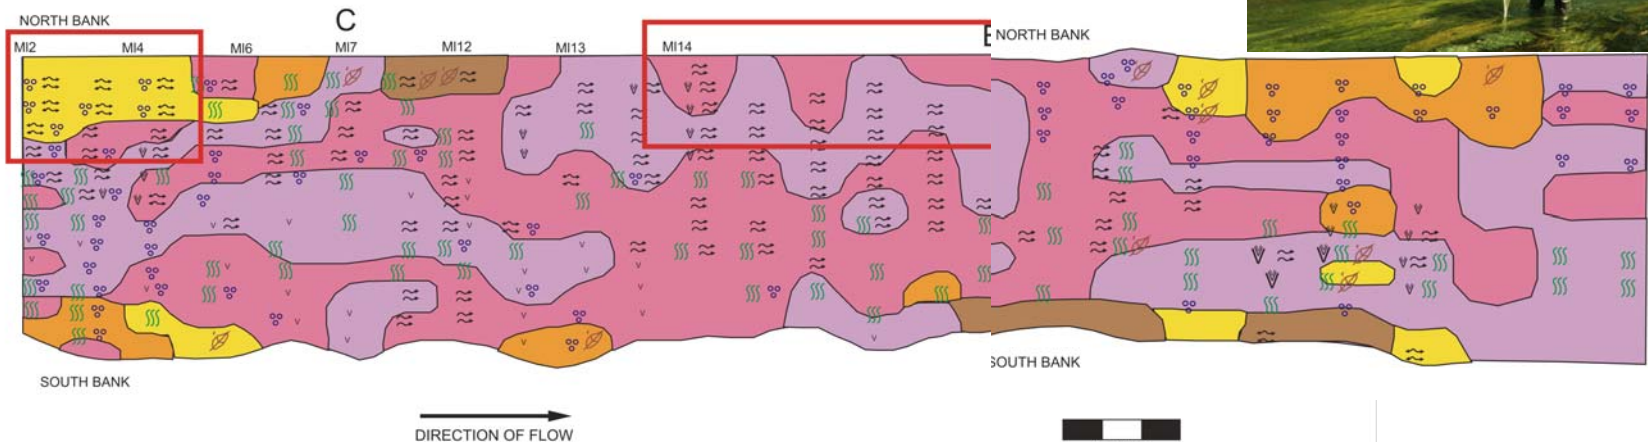 NORTH BANK
C
MI2 MI4 MI6 MI7 MI12 MI13 MI14
NORTH BANK
SOUTH BANK
SOUTH BANK
DIRECTION OF FLOW